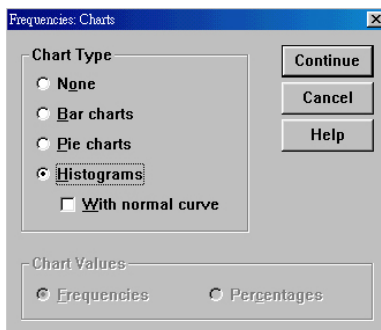 Frequencies: Charts
Chart Type
None
Bar charts
Pie charts
Histograms
With normal curve
Continue
Cancel
Help
Chart Values
Frequencies
Percentages